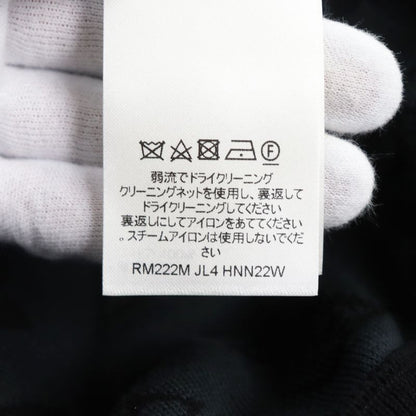 弱流でドライクリーニング
クリーニングネットを使用し、裏返して
ドライクリーニングしてください
裏返しにしてアイロンをあててください
。スチームアイロンは使用しないでくだ
さい
RM222M JL4 HNN22W